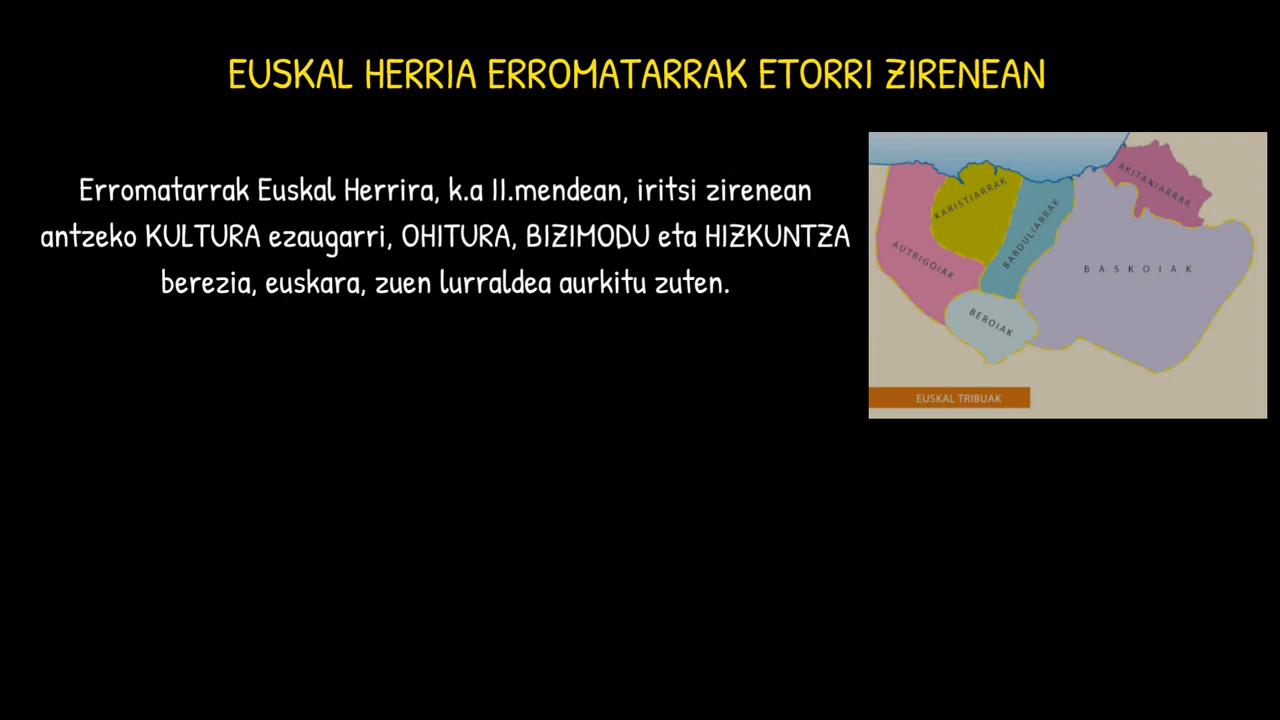 EUSKAL HERRIA ERROMATARRAK ETORRI ZIRENEAN
Erromatarrak Euskal Herrira, k.a II.mendean, iritsi zirenean
antzeko KULTURA ezaugarri, OHITURA, BIZIMODU eta HIZKUNTZA
berezia, euskara, zuen lurraldea aurkitu zuten.
AKITANIARRAK
KARISTIARRAK
BARDULIARRAK
AUTRIGOIAK
BASKOIAK
BEROIAK
EUSKAL TRIBUAK